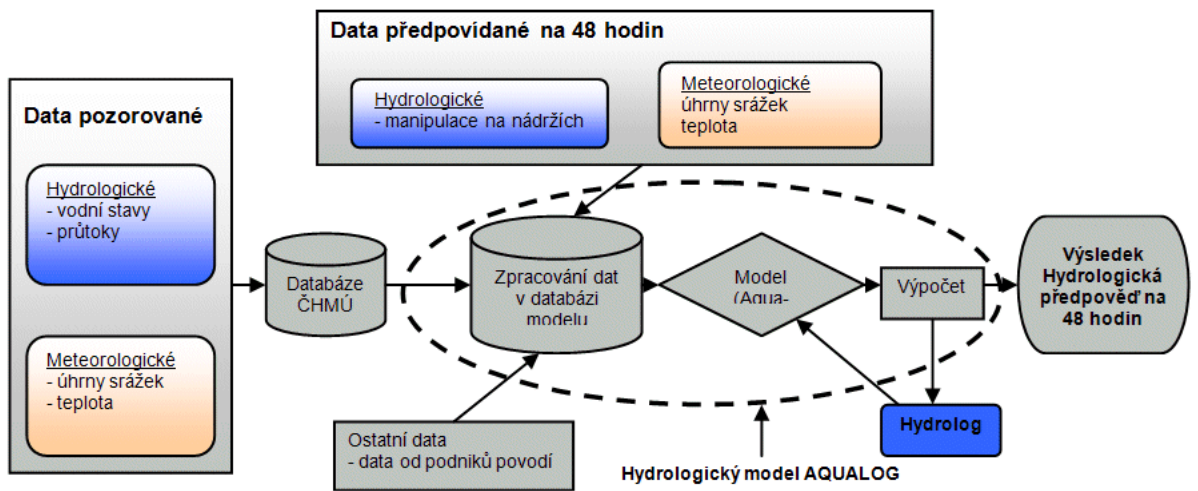 Data předpovídané na 48 hodin
Hydrologické
- manipulace na nádržích
Meteorologické
úhrny srážek
teplota
Data pozorované
Hydrologické
- vodní stavy
- průtoky
Meteorologické
- úhrny srážek
- teplota
Databáze
ČHMÚ
Zpracování dat
v databázi
modelu
Model
(Aqua-
Výpočet
Výsledek
Hydrologická
předpověď na
48 hodin
Hydrolog
Ostatní data
- data od podniků povodí
Hydrologický model AQUALOG